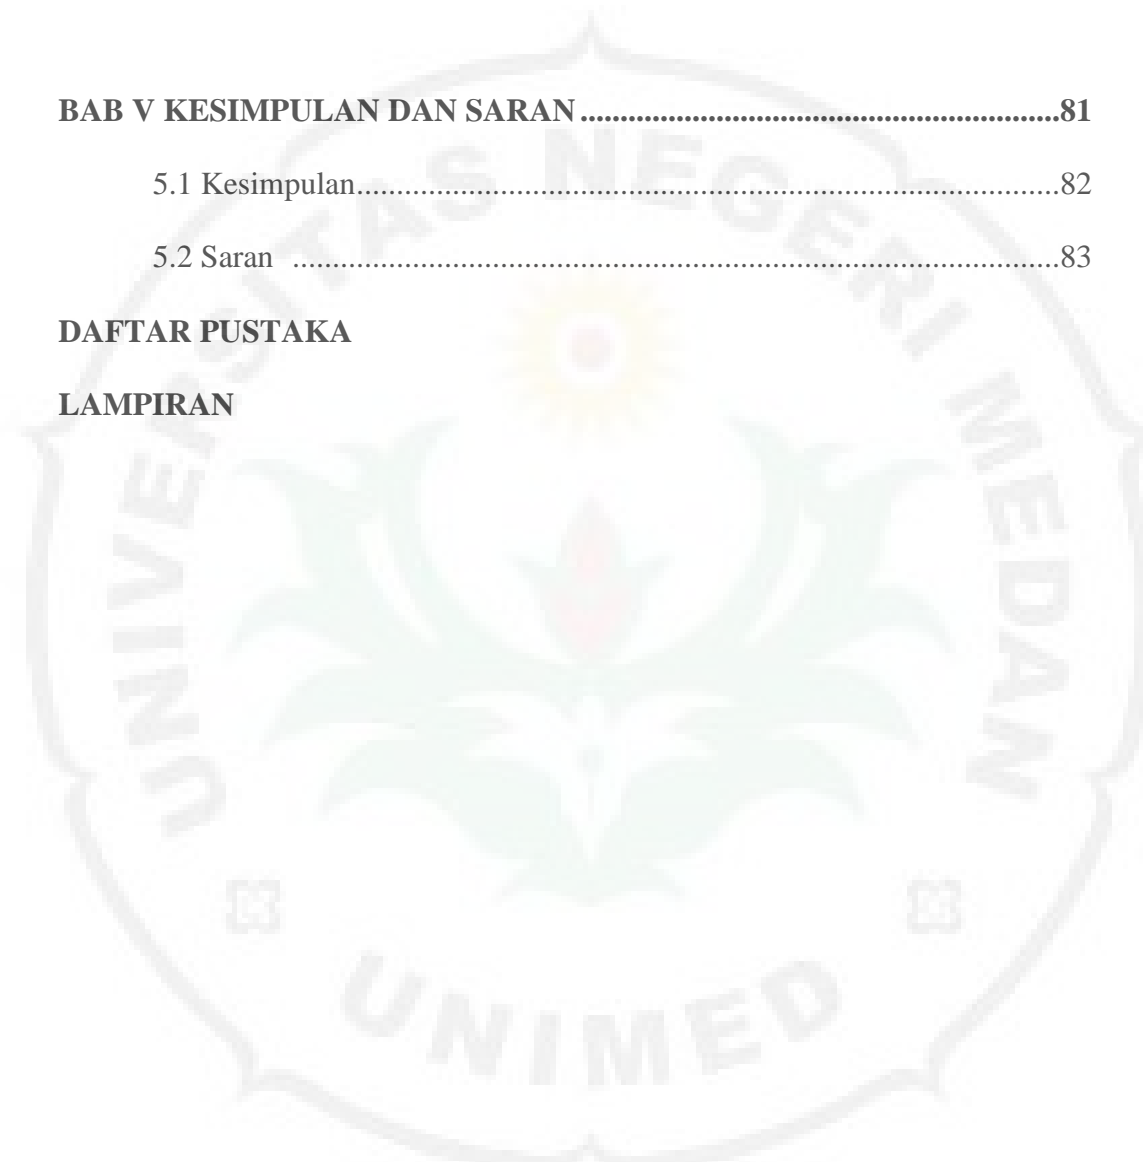 BAB V KESIMPULAN DAN SARAN............................................................81
5.1 Kesimpulan........................................................................................82
5.2 Saran ................................................................................................83
DAFTAR PUSTAKA
LAMPIRAN
UNIVERSITAS NEGERI MEDAN
UNIMED